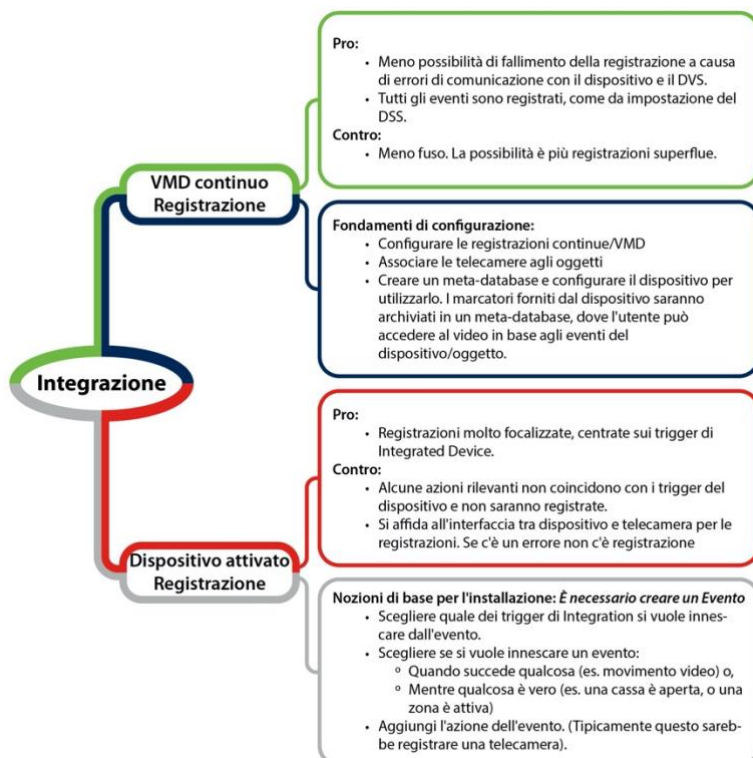 Pro:
• Meno possibilità di fallimento della registrazione a causa
di errori di comunicazione con il dispositivo e il DVS.
• Tutti gli eventi sono registrati, come da impostazione del
DSS.
Contro:
• Meno fuso. La possibilità è più registrazioni superflue.
VMD continuo
Registrazione
Fondamenti di configurazione:
• Configurare le registrazioni continue/VMD
• Associare le telecamere agli oggetti
• Creare un meta-database e configurare il dispositivo per
utilizzarlo. I marcatori forniti dal dispositivo saranno
archiviati in un meta-database, dove l'utente può
accedere al video in base agli eventi del
dispositivo/oggetto.
Integrazione
Pro:
• Registrazioni molto focalizzate, centrate sui trigger di
Integrated Device.
Contro:
• Alcune azioni rilevanti non coincidono con i trigger del
dispositivo e non saranno registrate.
• Si affida all'interfaccia tra dispositivo e telecamera per le
registrazioni. Se c'è un errore non c'è registrazione
Dispositivo attivato
Registrazione
Nozioni di base per l'installazione: È necessario creare un Evento
• Scegliere quale dei trigger di Integration si vuole innes-
care dall'evento.
• Scegliere se si vuole innescare un evento:
º Quando succede qualcosa (es. movimento video) o,
º Mentre qualcosa è vero (es. una cassa è aperta, o una
zona è attiva)
• Aggiungi l'azione dell'evento. (Tipicamente questo sareb-
be registrare una telecamera).